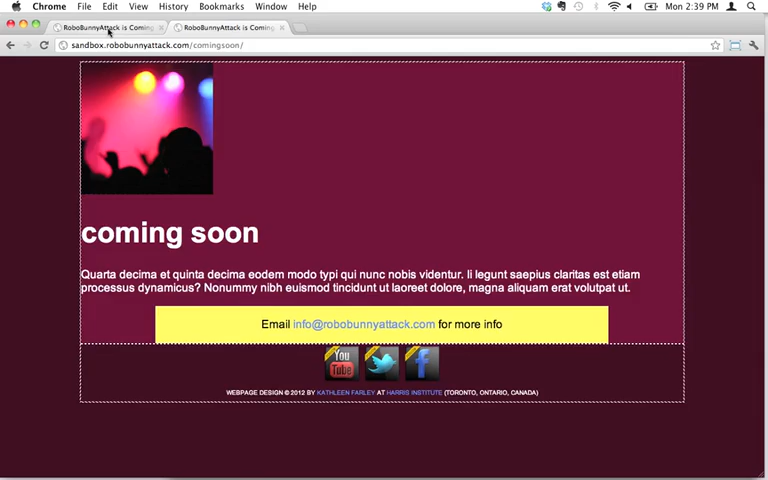 Chrome File Edit View History Bookmarks Window Help Mon 2:39 PM
RoboBunnyAttack is Coming RoboBunnyAttack is Coming
sandbox.robobunnyattack.com/comingsoon/
coming soon
Quarta decima et quinta decima eodem modo typi qui nunc nobis videntur. li legunt saepius claritas est etiam
processus dynamicus? Nonummy nibh euismod tincidunt ut laoreet dolore, magna aliquam erat volutpat ut.
Email info@robobunnyattack.com for more info
You
Tube
WEBPAGE DESIGN © 2012 BY KATHLEEN FARLEY AT HARRIS INSTITUTE (TORONTO, ONTARIO, CANADA)